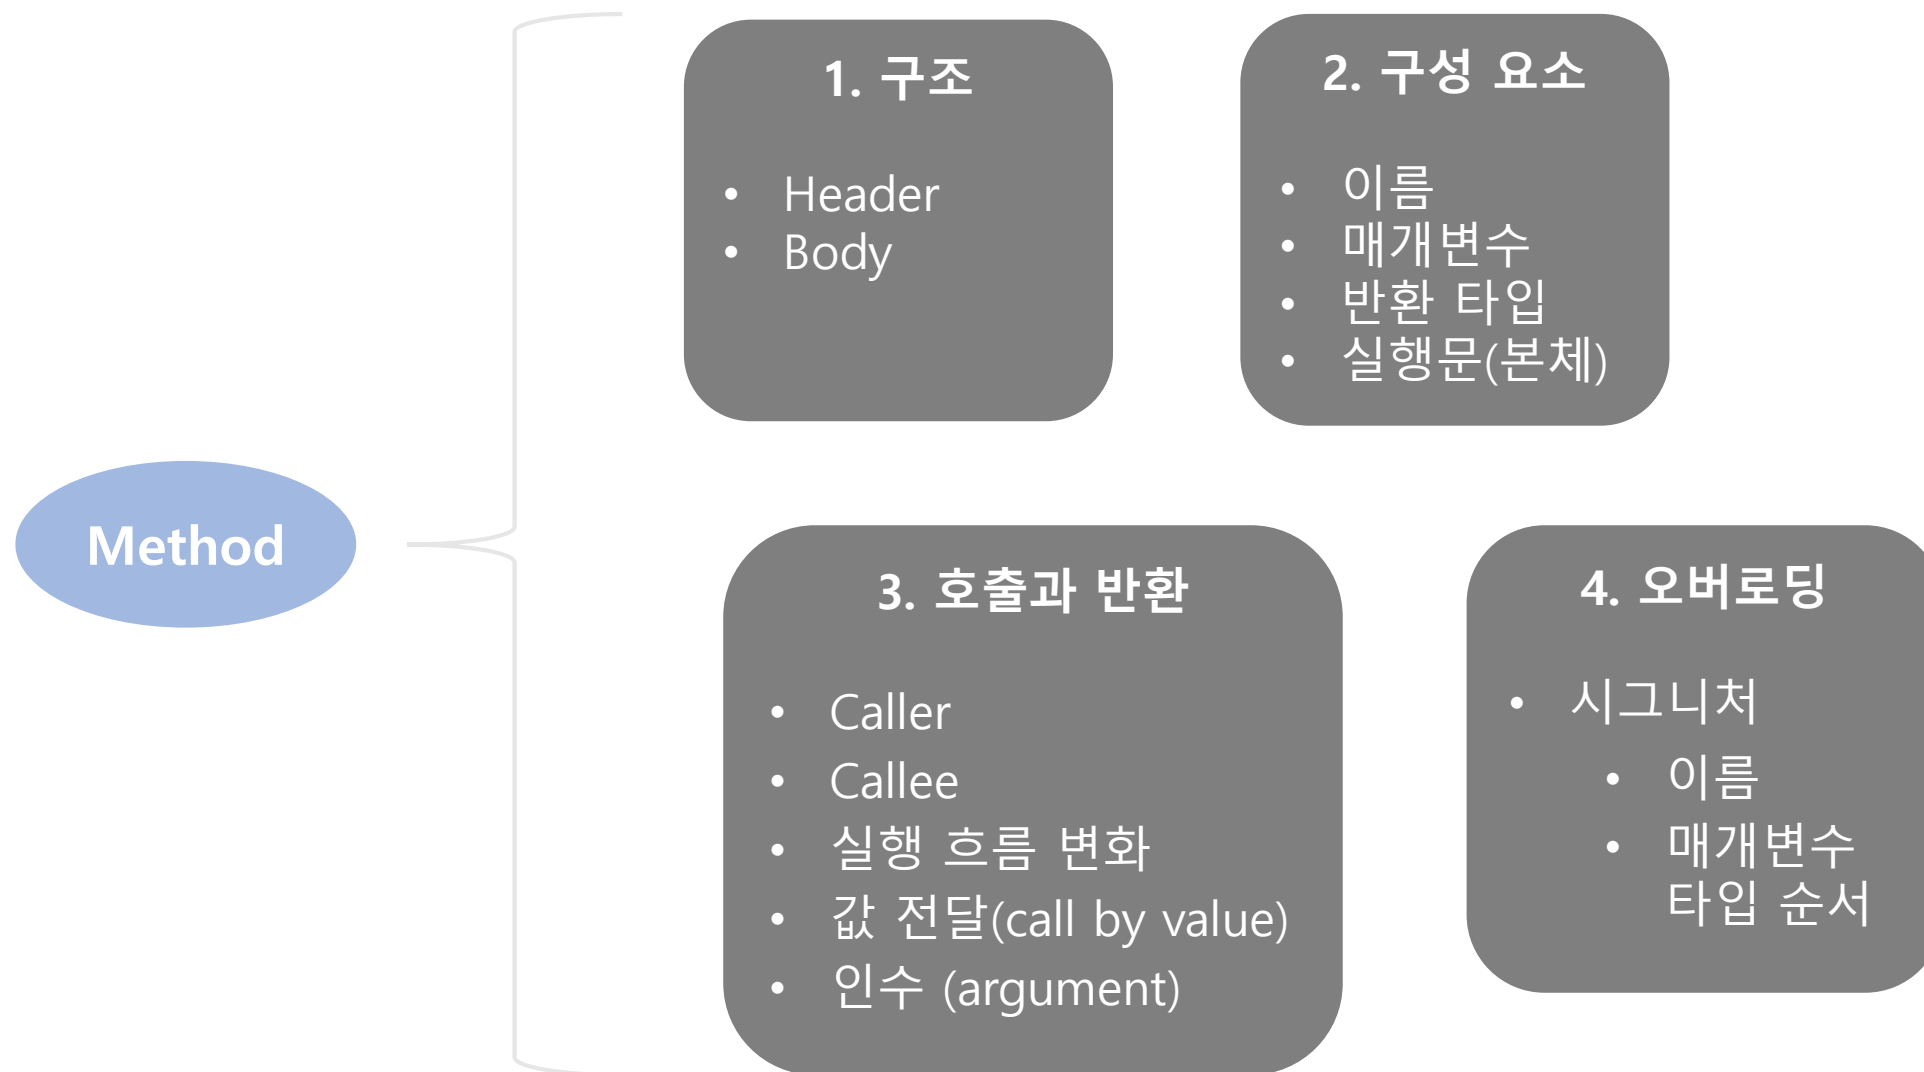 Method
1. 구조
• Header
• Body
2. 구성 요소
• 이름
• 매개변수
• 반환 타입
• 실행문(본체)
3. 호출과 반환
• Caller
• Callee
• 실행 흐름 변화
• 값 전달(call by value)
• 인수 (argument)
4. 오버로딩
• 시그니처
• 이름
• 매개변수
타입 순서